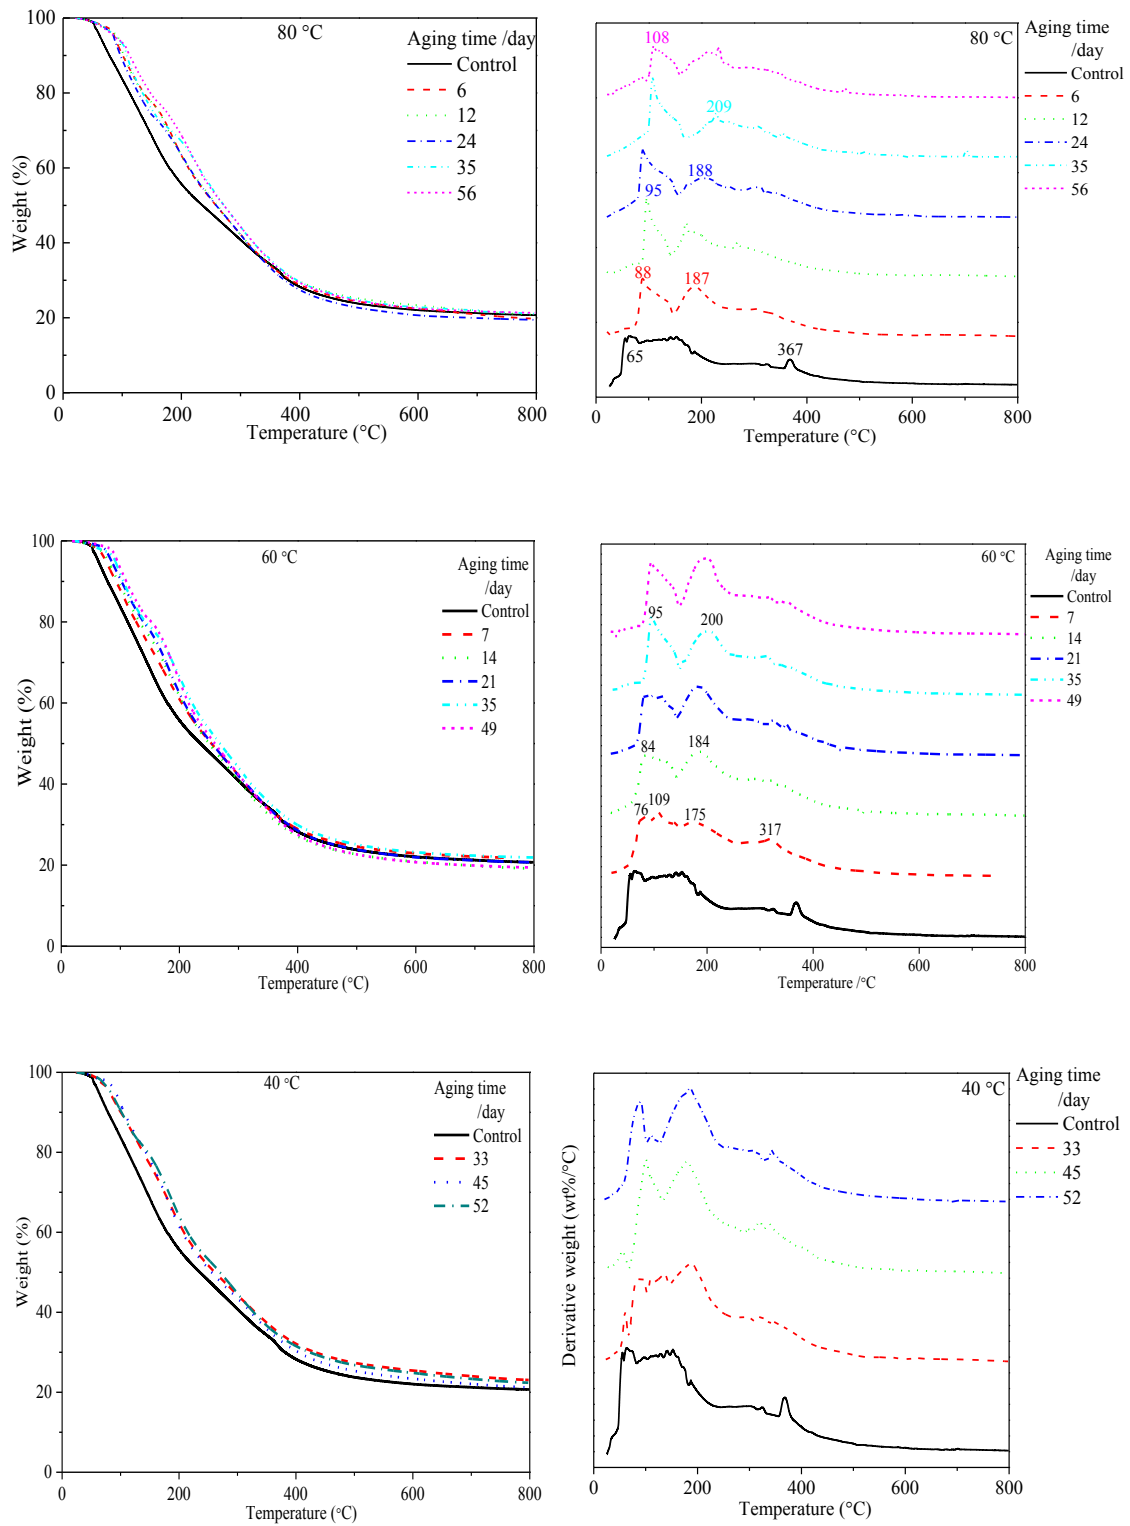 100
80
60
40
20
0
0
200
400
600
800
Weight (%)
Temperature (°C)
80 °C
Aging time /day
Control
6
12
24
35
56
80 °C
108
209
95
188
88
187
65
367
0
100
200
400
600
800
Temperature (°C)
Aging time
/day
Control
6
12
24
35
56
100
80
60
40
20
0
0
200
400
600
800
Weight (%)
Temperature (°C)
60 °C
Aging time
/day
Control
7
14
21
35
49
60 °C
95
200
84
184
76
109
175
317
0
100
200
400
600
800
Temperature /°C
Aging time
/day
Control
7
14
21
35
49
100
80
60
40
20
0
0
200
400
600
800
Weight (%)
Temperature (°C)
40 °C
Aging time
/day
Control
33
45
52
40 °C
Derivative weight (wt%/°C)
0
100
200
400
600
800
Temperature (°C)
Aging time
/day
Control
33
45
52